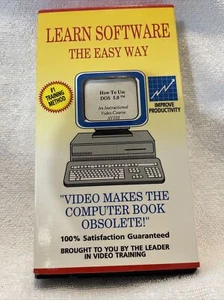 LEARN SOFTWARE
THE EASY WAY
#1
TRAINING
METHOD
How To Use
DOS 5.0™
An Instructional
Video Course
IMPROVE
PRODUCTIVITY
"VIDEO MAKES THE
COMPUTER BOOK
OBSOLETE!"
100% Satisfaction Guaranteed
BROUGHT TO YOU BY THE LEADER
IN VIDEO TRAINING